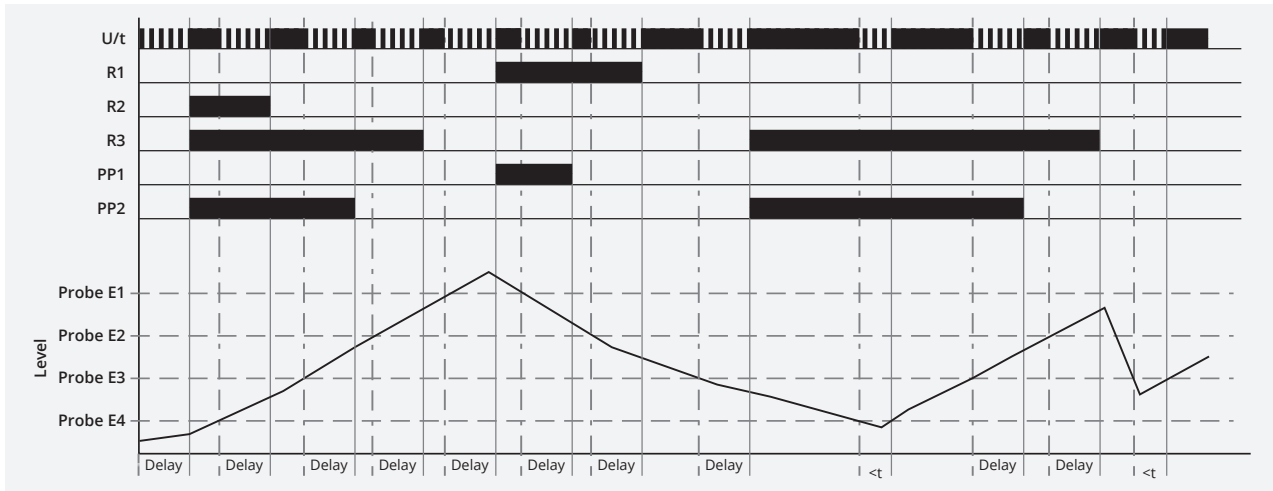 U/t
R1
R2
R3
PP1
PP2
Level
Probe E1
Probe E2
Probe E3
Probe E4
Delay Delay Delay Delay Delay Delay Delay Delay <t Delay Delay <t